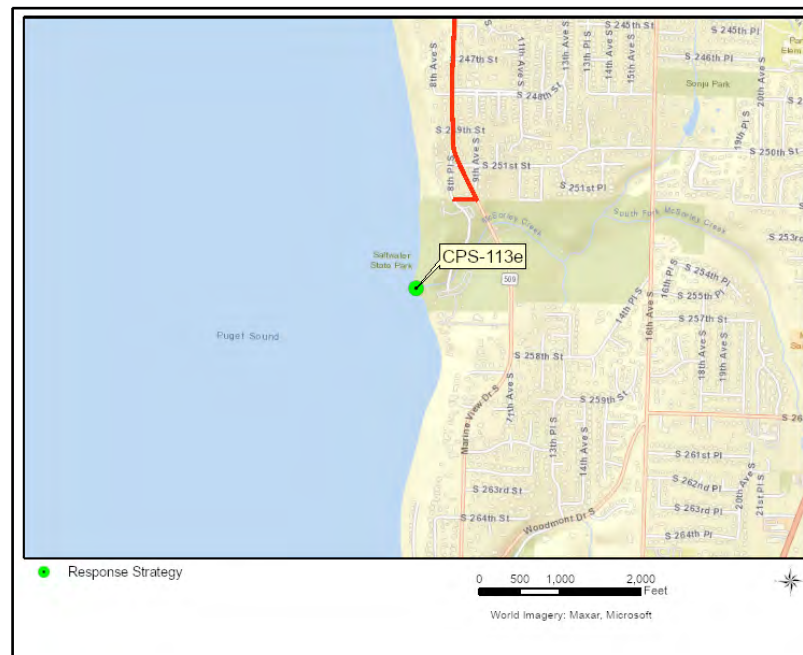 S 245th St
S 245th Pl
Par
Elem
8th Ave S
S 247th St
11th Ave S
13th Ave S
13th Pl S
14th Ave S
15th Ave S
S 246th Pl
20th Ave S
Sonju Park
S 248th St
S 249th St
19th Pl S
S 250th St
8th Pl S
9th Ave S
S 251st St
S 251st Pl
McSorley Creek
South Fork McSorley Creek
S 253rd
Saltwater
State Park
CPS-113e
509
16th Pl S
S 254th Pl
S 255th Pl
14th Pl S
16th Ave S
S 257th St
Puget Sound
S 258th St
18th Ave S
19th Ave S
Marine View Dr S
11th Ave S
S 259th St
S 26
13th Pl S
14th Ave S
S 261st Pl
S 262nd Pl
20th Ave S
21st Pl S
S 263rd St
S 263rd Pl
S 264th St
Woodmont Dr S
S 264th Pl
Response Strategy
0 500 1,000 2,000
Feet
World Imagery: Maxar, Microsoft